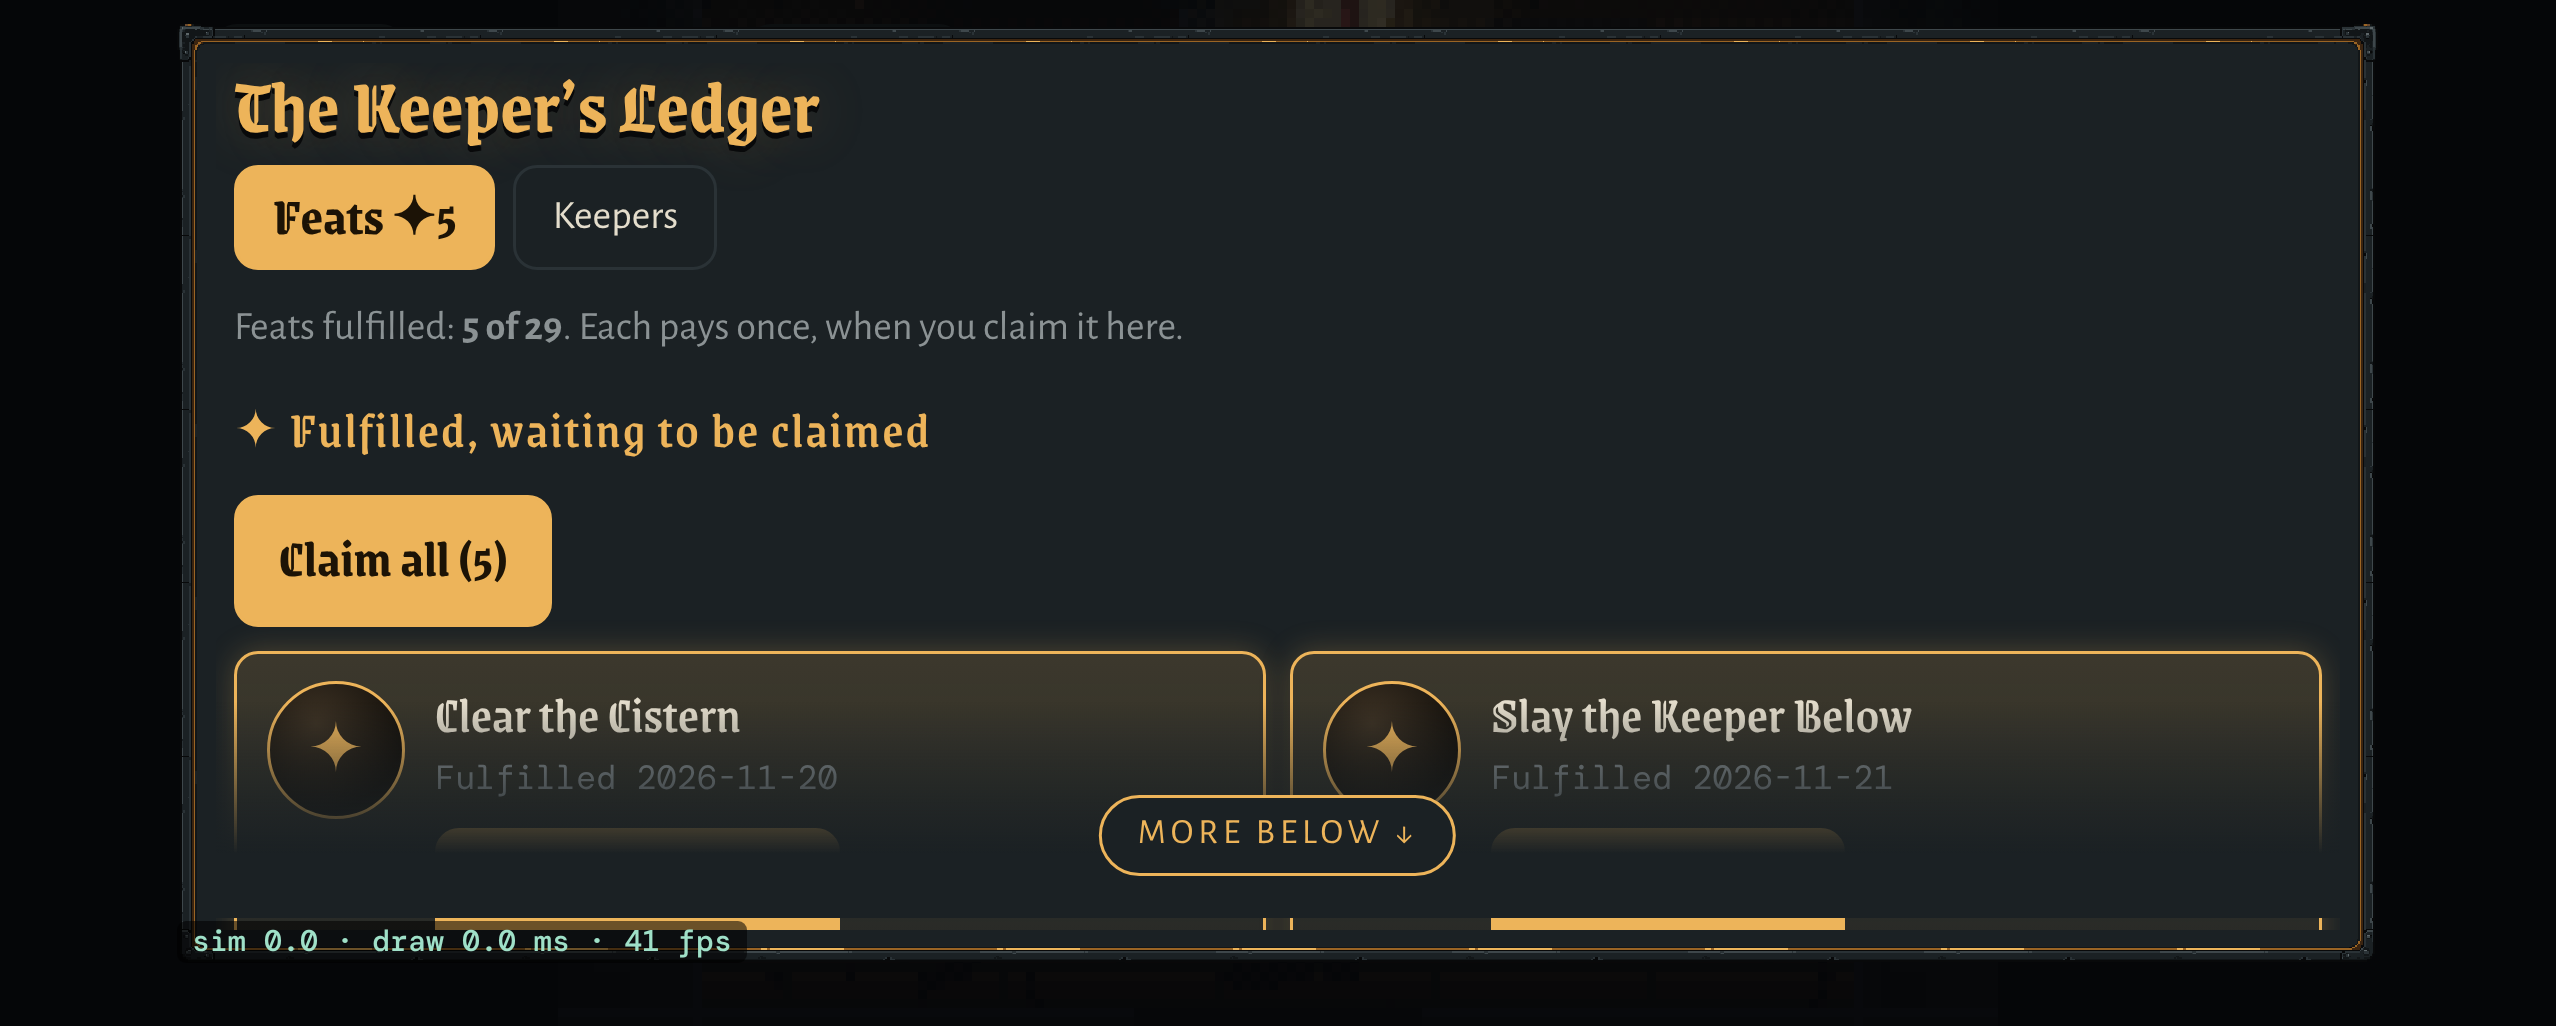 The Keeper's Ledger
Feats ✦5
Keepers
Feats fulfilled: 5 of 29. Each pays once, when you claim it here.
✦ Fulfilled, waiting to be claimed
Claim all (5)
Clear the Cistern
Fulfilled 2026-11-20
Slay the Keeper Below
Fulfilled 2026-11-21
MORE BELOW ↓
sim 0.0 · draw 0.0 ms · 41 fps